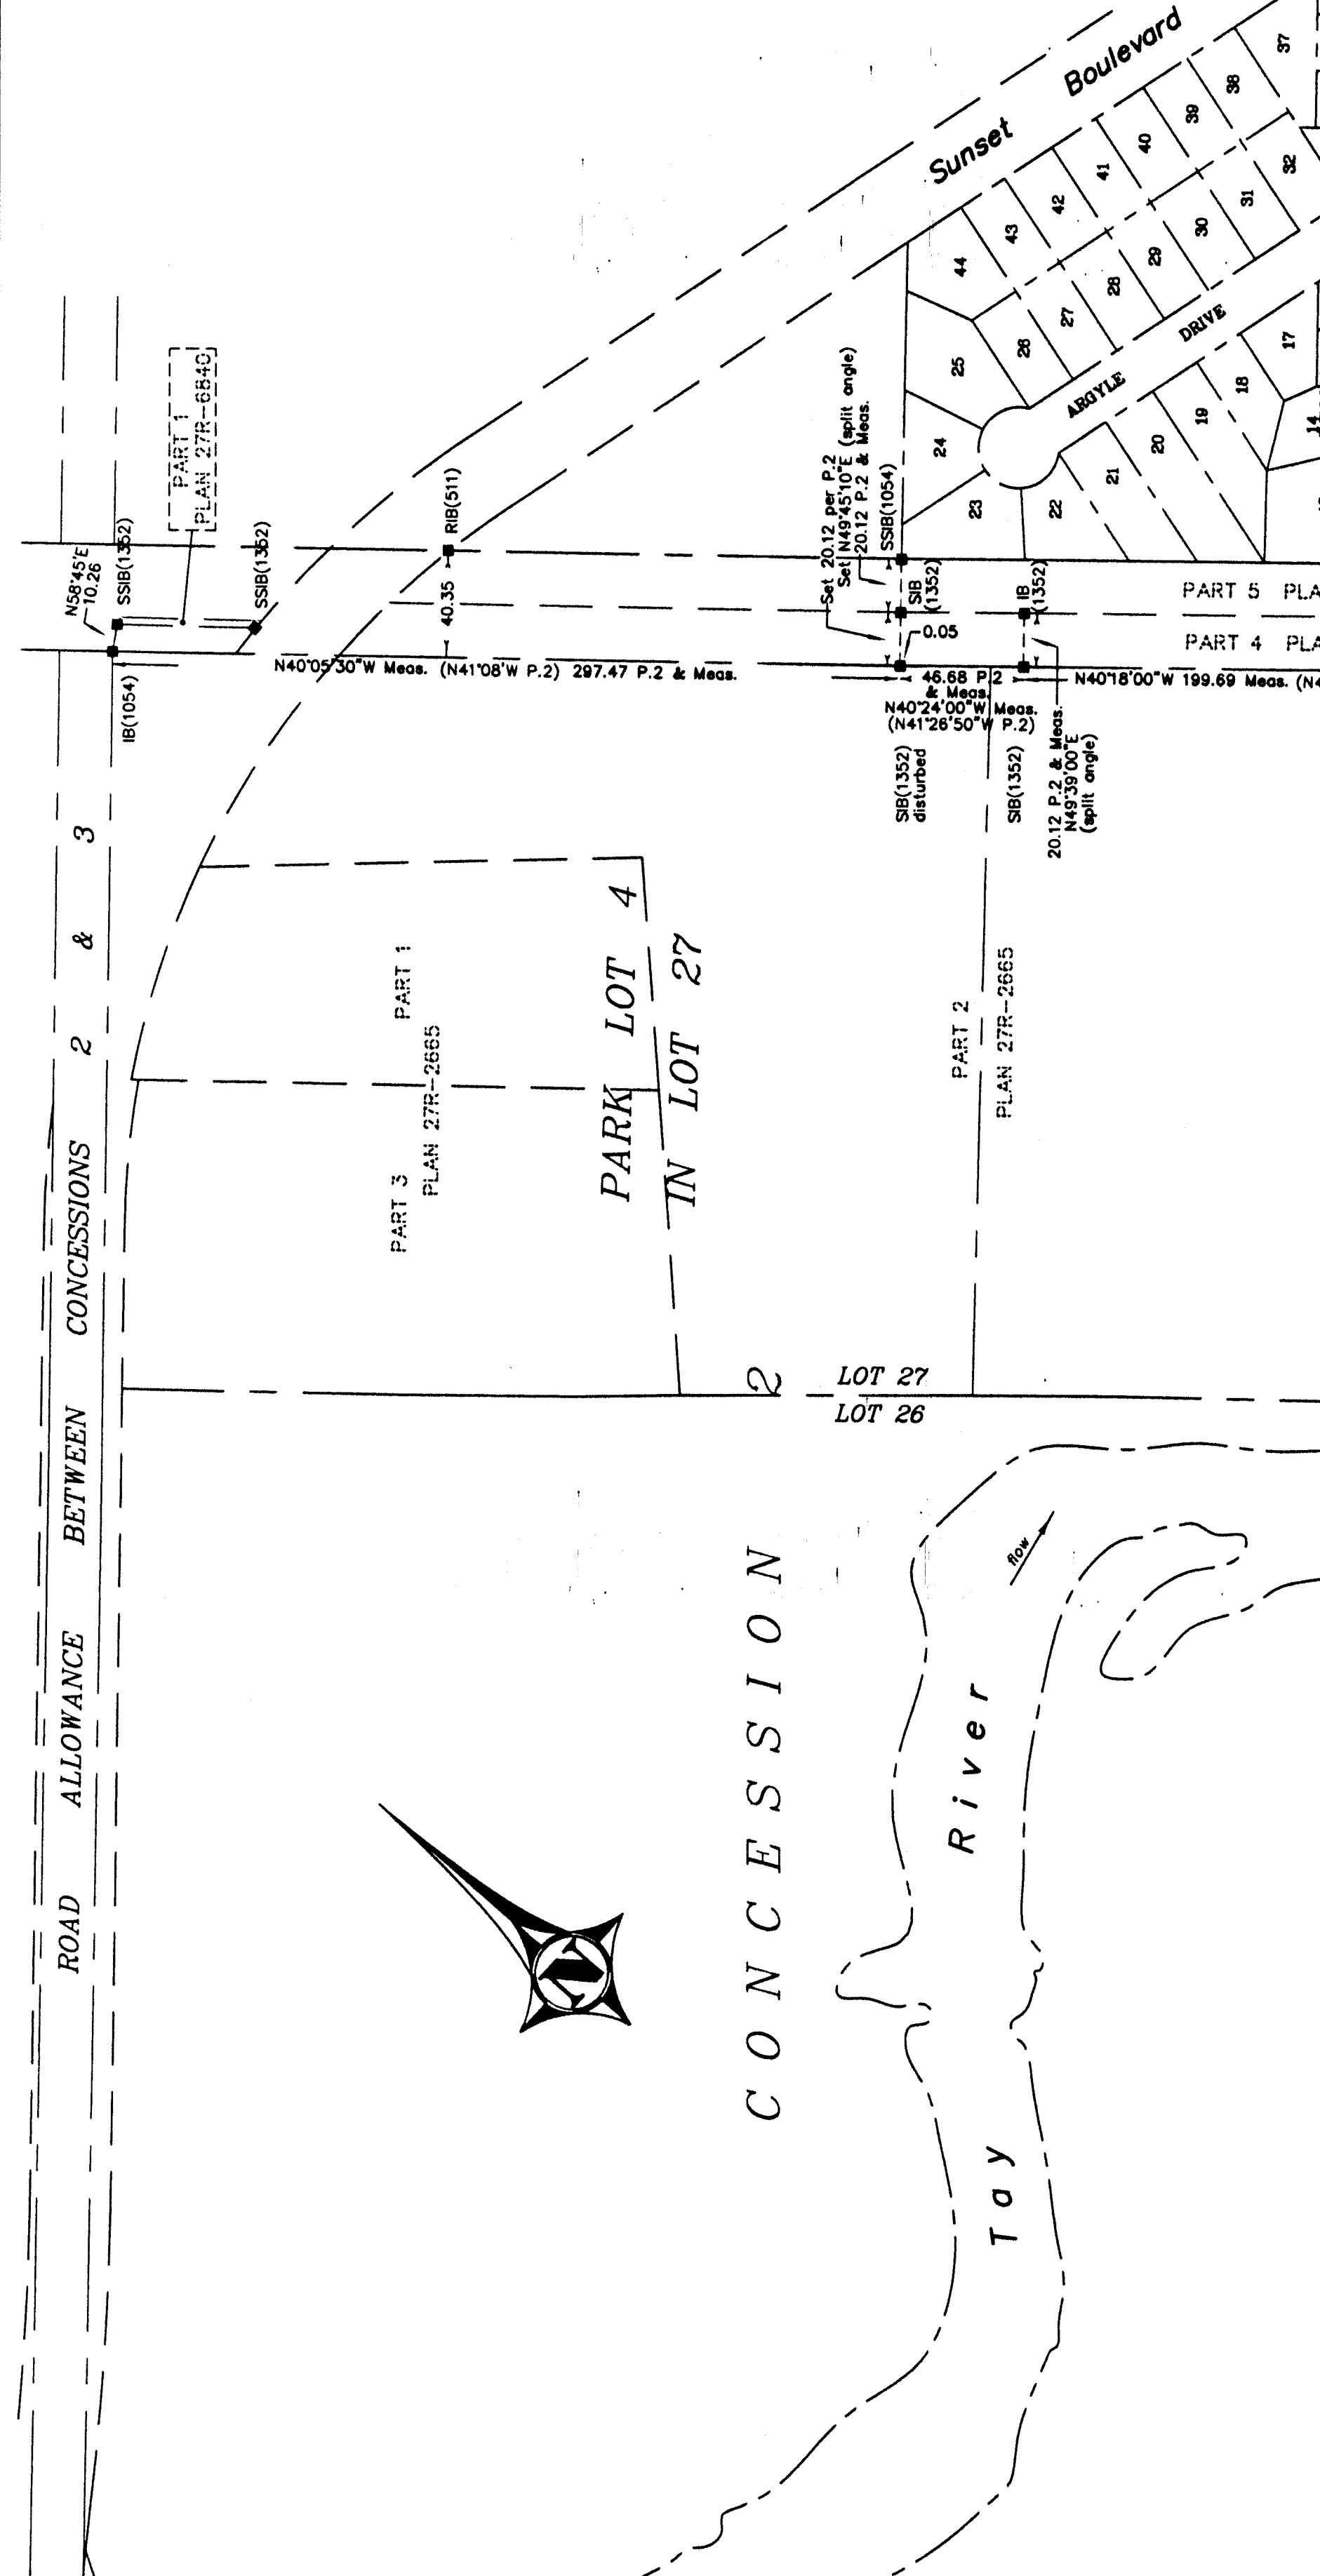 Sunset Boulevard
37
38
39
40
41
42
43
44
32
31
30
29
28
27
26
25
24
23
22
21
20
19
18
17
14
ARGYLE DRIVE
PART 1
PLAN 27R-6840
N58°45'E
10.26
SSIB(1352)
SSIB(1352)
IB(1054)
RIB(511)
40.35
N40°05'30"W Meas. (N41°08'W P.2) 297.47 P.2 & Meas.
Set 20.12 per P.2
Set N49°45'10"E (split angle)
20.12 P.2 & Meas.
SSIB(1054)
SIB
(1352)
IB
(1352)
0.05
PART 5 PLA
PART 4 PLA
46.68 P.2
& Meas.
N40°24'00"W Meas.
(N41°26'50"W P.2)
N40°18'00"W 199.69 Meas. (N4
SIB(1352)
disturbed
SIB(1352)
20.12 P.2 & Meas.
N49°39'00"E
(split angle)
ROAD ALLOWANCE BETWEEN CONCESSIONS 2 & 3
PART 3 PART 1
PLAN 27R-2665
PARK LOT 4
IN LOT 27
PART 2
PLAN 27R-2665
LOT 27
LOT 26
CONCESSION 2
flow
Tay River
N